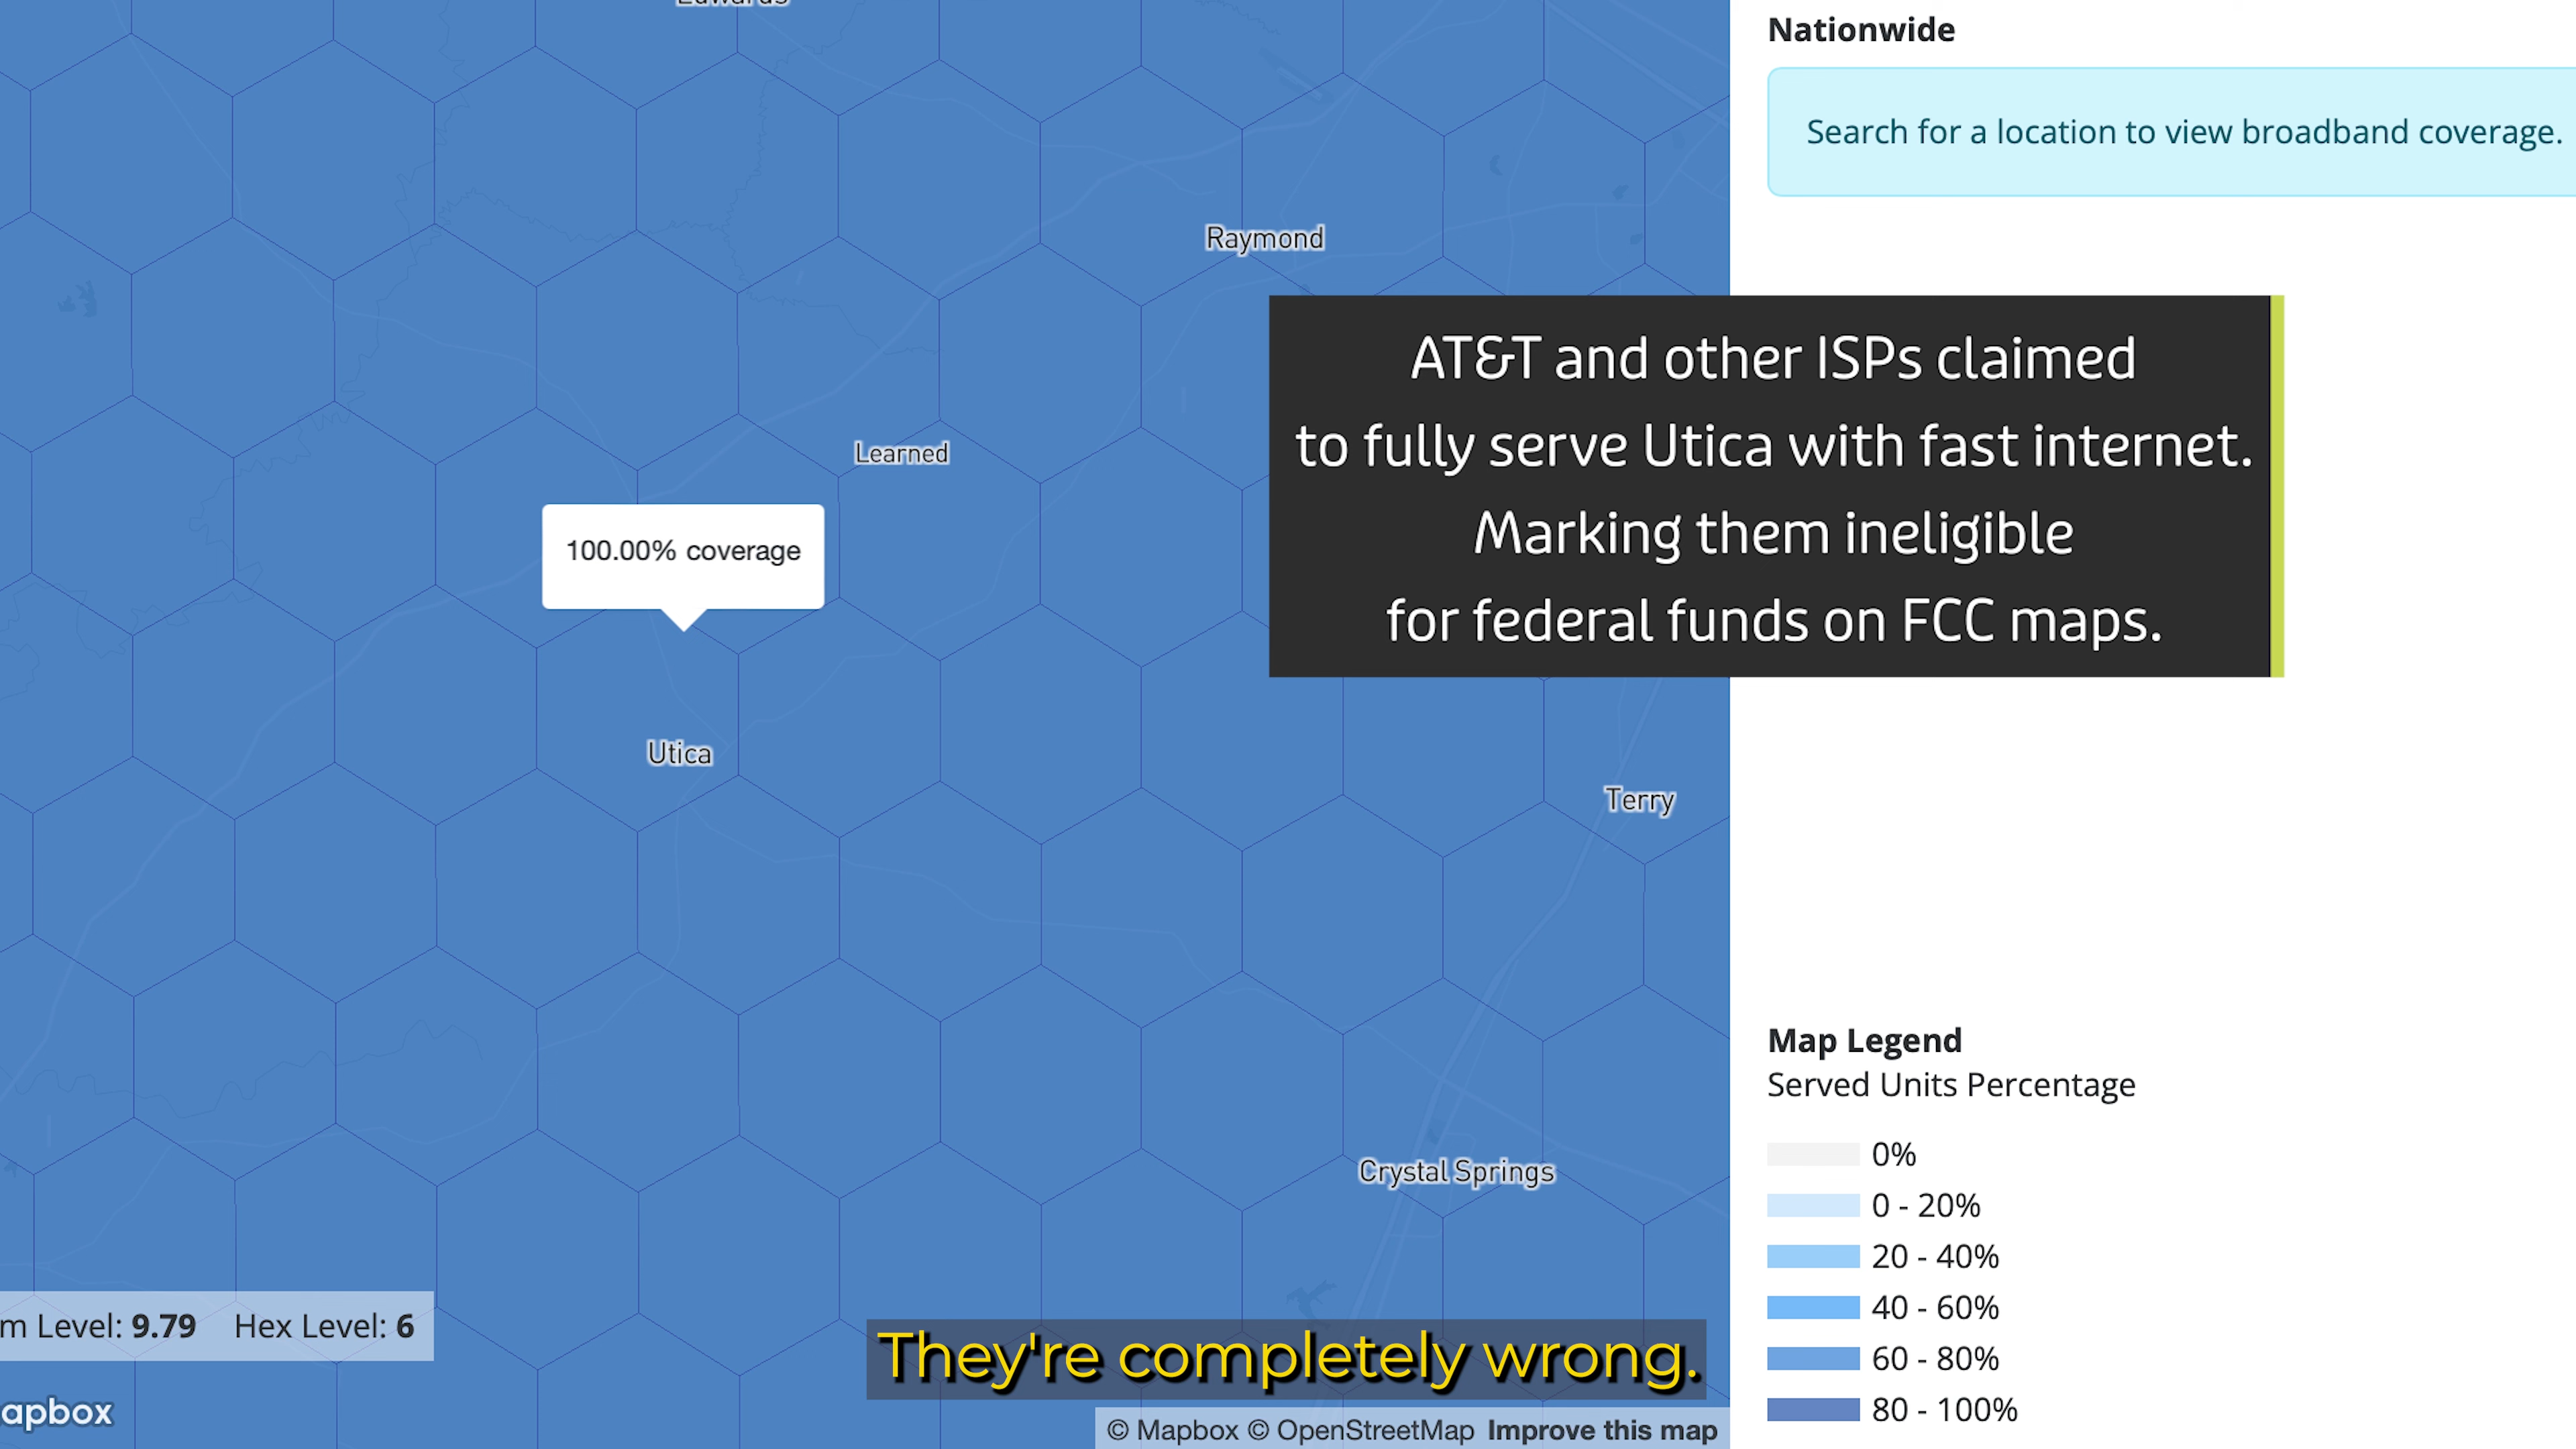 Edwards
Nationwide
Search for a location to view broadband coverage.
Raymond
AT&T and other ISPs claimed
to fully serve Utica with fast internet.
Marking them ineligible
for federal funds on FCC maps.
Learned
100.00% coverage
Utica
Terry
Map Legend
Served Units Percentage
0%
0 - 20%
20 - 40%
40 - 60%
60 - 80%
80 - 100%
Crystal Springs
m Level: 9.79 Hex Level: 6
They're completely wrong.
apbox
© Mapbox © OpenStreetMap Improve this map